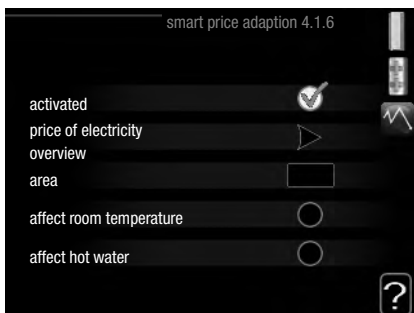 smart price adaption 4.1.6
activated
price of electricity
overview
area
affect room temperature
affect hot water
?